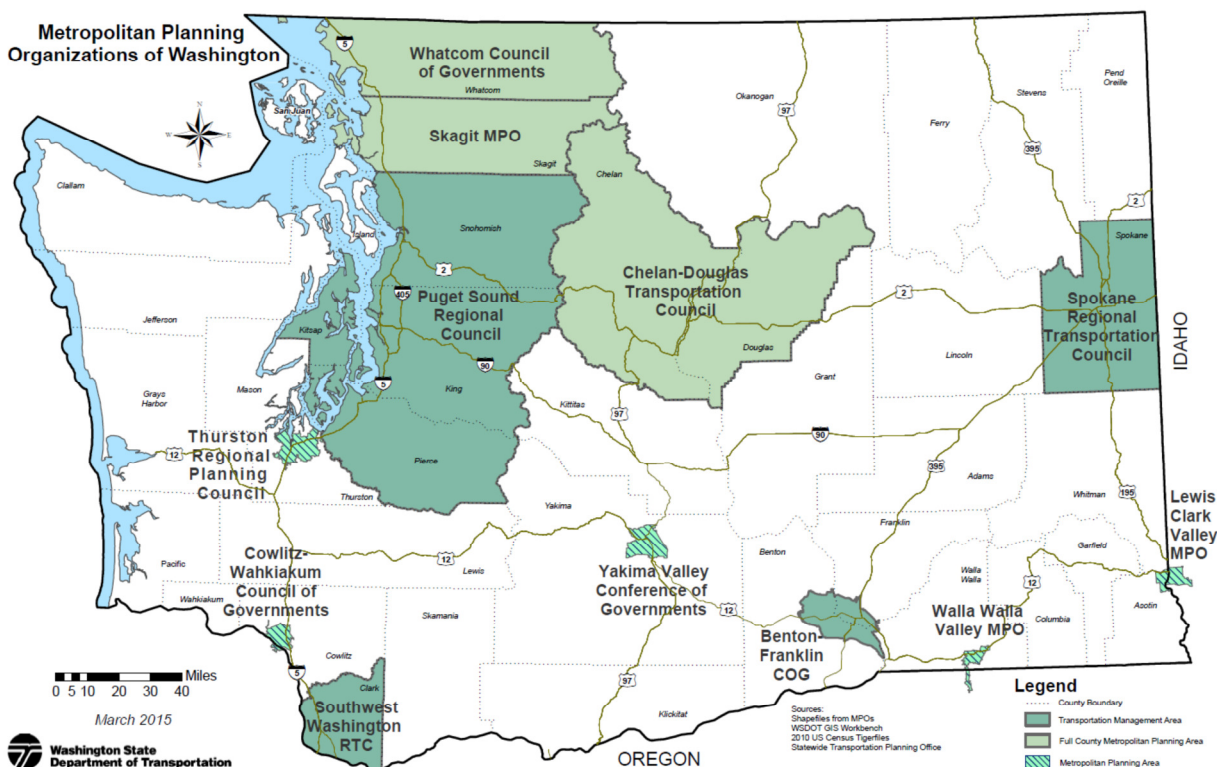 Metropolitan Planning
Organizations of Washington
N
W
E
S
5
Whatcom Council
of Governments
Whatcom
Skagit MPO
Skagit
San Juan
Okanogan
97
Ferry
Stevens
Pend
Oreille
395
2
Spokane
Clallam
Chelan
Island
Snohomish
2
405
Puget Sound
Regional
Council
Chelan-Douglas
Transportation
Council
Douglas
2
Spokane
Regional
Transportation
Council
IDAHO
Jefferson
Kitsap
90
5
King
Lincoln
Grant
Grays
Harbor
Mason
Kittitas
97
90
395
Thurston
Regional
Planning
Council
12
Pierce
Thurston
Yakima
Adams
Whitman
195
Lewis
Clark
Valley
MPO
Franklin
Garfield
Cowlitz-
Wahkiakum
Council of
Governments
Pacific
Wahkiakum
12
Lewis
Yakima Valley
Conference of
Governments
Benton
12
Walla
Walla
12
Asotin
Columbia
Walla Walla
Valley MPO
Skamania
Benton-
Franklin
COG
Cowlitz
5
Clark
Southwest
Washington
RTC
97
Klickitat
OREGON
Miles
0 5 10 20 30 40
March 2015
Washington State
Department of Transportation
Sources:
Shapefiles from MPOs
WSDOT GIS Workbench
2010 US Census Tigerfiles
Statewide Transportation Planning Office
Legend
County Boundary
Transportation Management Area
Full County Metropolitan Planning Area
Metropolitan Planning Area